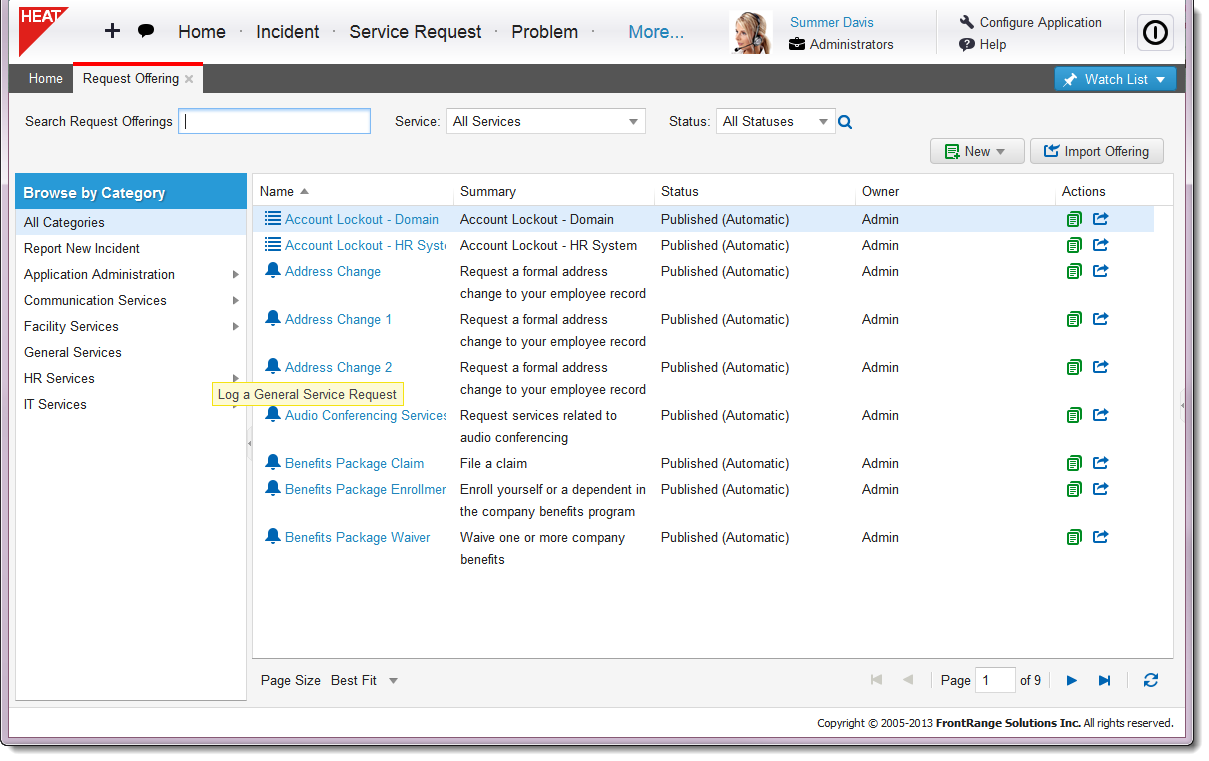 HEAT
Home · Incident · Service Request · Problem · More...
Summer Davis
Administrators
Configure Application
Help
Home
Request Offering
Watch List
Search Request Offerings
Service: All Services
Status: All Statuses
New
Import Offering
Browse by Category
All Categories
Report New Incident
Application Administration
Communication Services
Facility Services
General Services
HR Services
IT Services
Log a General Service Request
Name Summary Status Owner Actions
Account Lockout - Domain Account Lockout - Domain Published (Automatic) Admin
Account Lockout - HR Syst Account Lockout - HR System Published (Automatic) Admin
Address Change Request a formal address Published (Automatic) Admin
change to your employee record
Address Change 1 Request a formal address Published (Automatic) Admin
change to your employee record
Address Change 2 Request a formal address Published (Automatic) Admin
change to your employee record
Audio Conferencing Services Request services related to Published (Automatic) Admin
audio conferencing
Benefits Package Claim File a claim Published (Automatic) Admin
Benefits Package Enrollmer Enroll yourself or a dependent in Published (Automatic) Admin
the company benefits program
Benefits Package Waiver Waive one or more company Published (Automatic) Admin
benefits
Page Size Best Fit
Page 1 of 9
Copyright © 2005-2013 FrontRange Solutions Inc. All rights reserved.